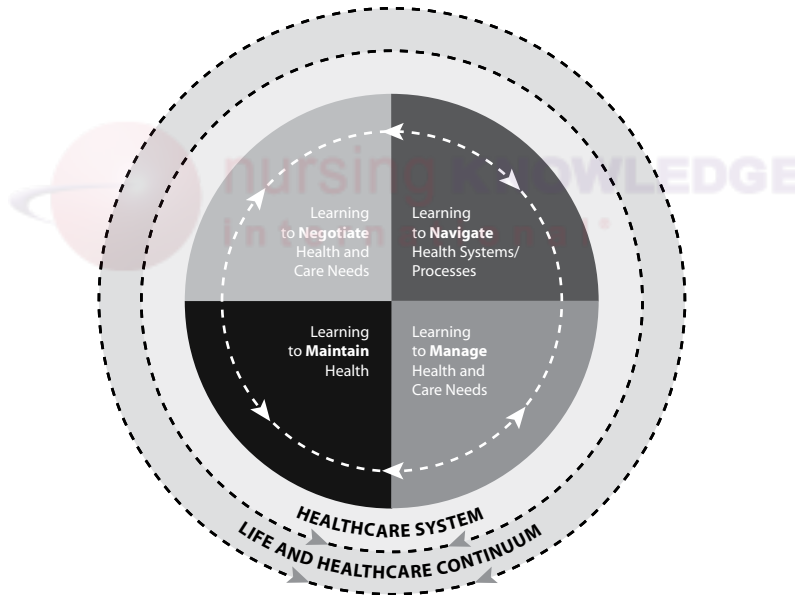 nursing KNOWLEDGE
international®
Learning
to Negotiate
Health and
Care Needs
Learning
to Navigate
Health Systems/
Processes
Learning
to Maintain
Health
Learning
to Manage
Health and
Care Needs
HEALTHCARE SYSTEM
LIFE AND HEALTHCARE CONTINUUM